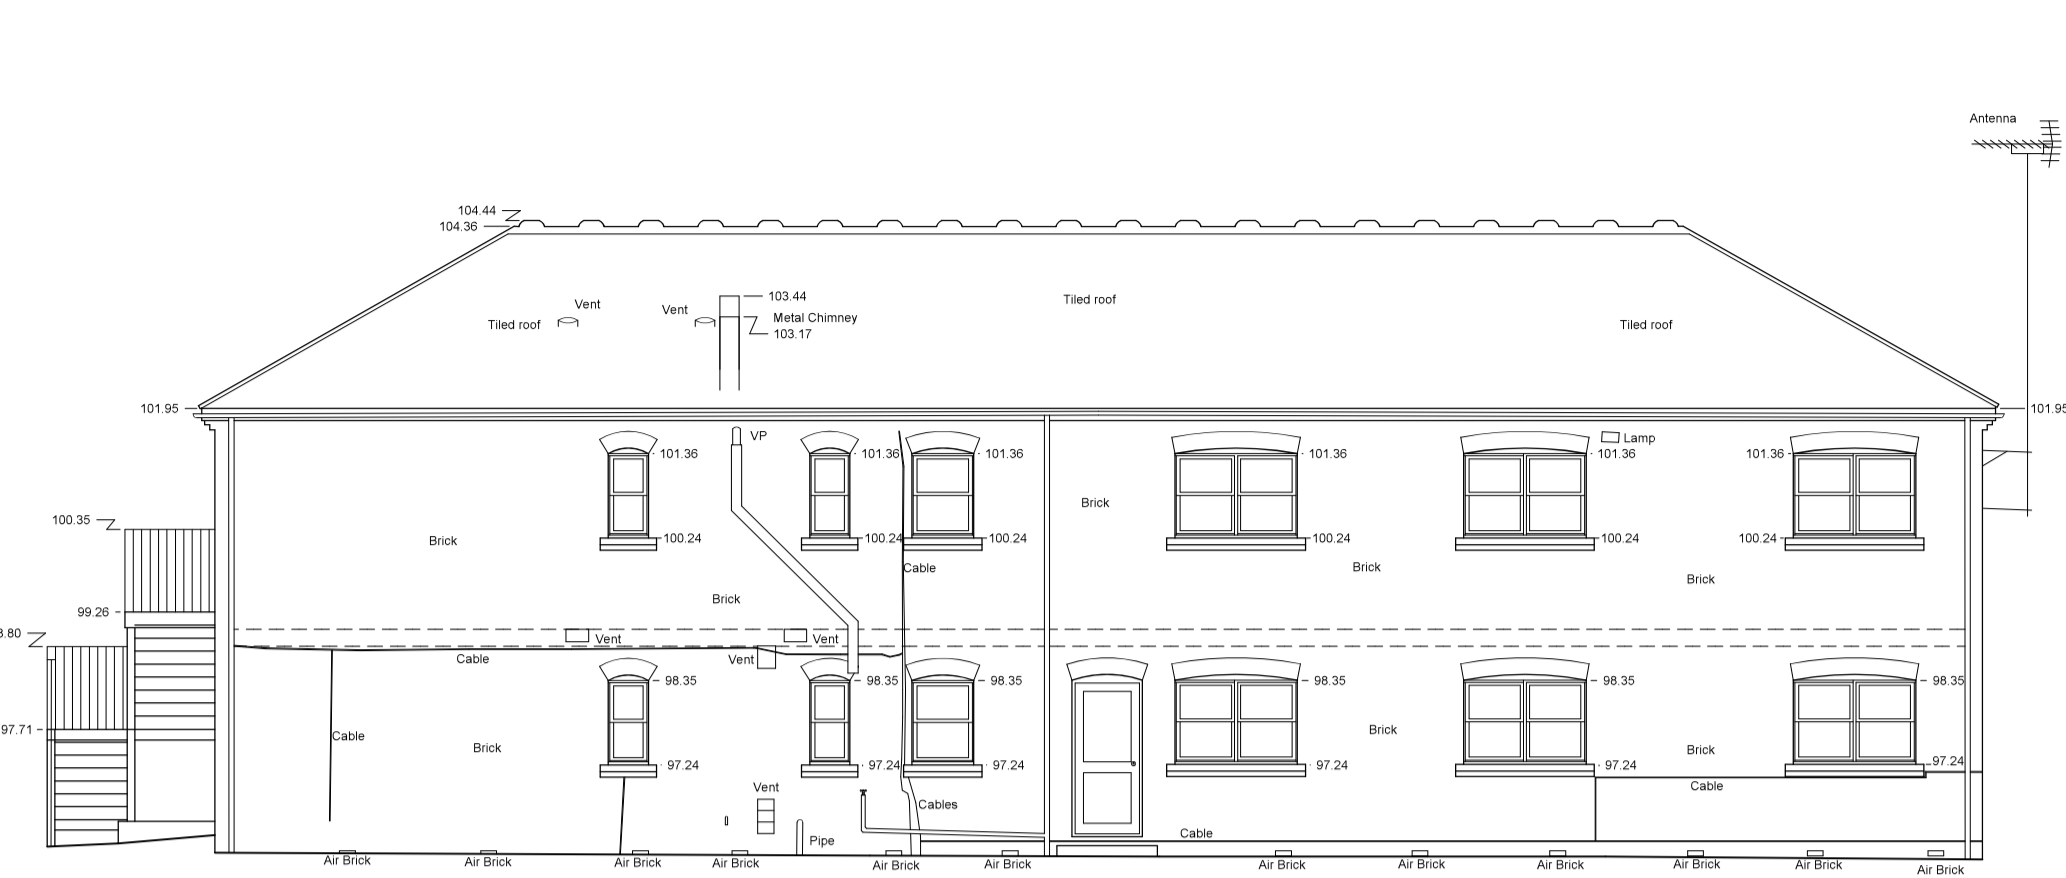 Antenna
104.44
104.36
103.44
Vent
Vent
Tiled roof
Metal Chimney
103.17
Tiled roof
Tiled roof
101.95
101.95
VP
Lamp
101.36
101.36
101.36
101.36
101.36
101.36
Brick
100.35
Brick
100.24
100.24
100.24
100.24
100.24
100.24
Cable
Brick
Brick
Brick
99.26
3.80
Vent
Vent
Cable
Vent
98.35
98.35
98.35
98.35
98.35
98.35
97.71
Cable
Brick
Brick
Brick
97.24
97.24
97.24
97.24
97.24
97.24
Vent
Cable
Cables
Cable
Pipe
Air Brick
Air Brick
Air Brick
Air Brick
Air Brick
Air Brick
Air Brick
Air Brick
Air Brick
Air Brick
Air Brick
Air Brick